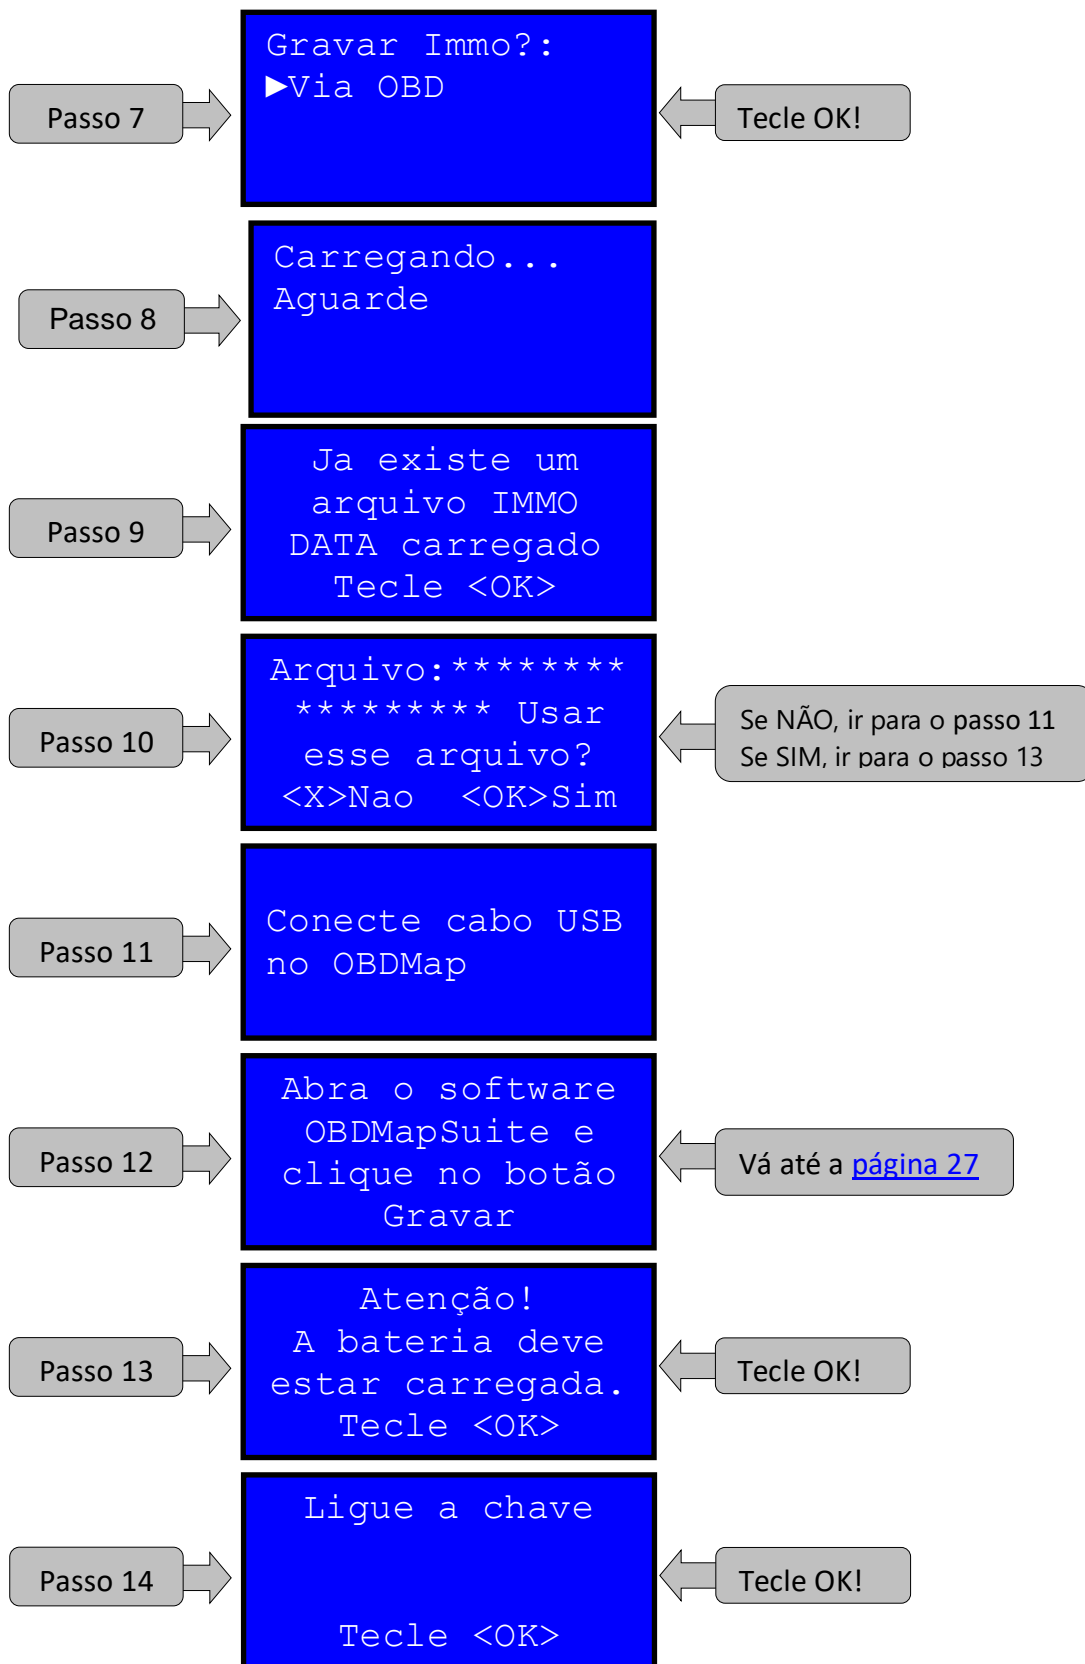 Gravar Immo?:
►Via OBD
Passo 7
Tecle OK!
Carregando...
Aguarde
Passo 8
Ja existe um
arquivo IMMO
DATA carregado
Tecle <OK>
Passo 9
Arquivo:********
********* Usar
esse arquivo?
<X>Nao <OK>Sim
Passo 10
Se NÃO, ir para o passo 11
Se SIM, ir para o passo 13
Conecte cabo USB
no OBDMap
Passo 11
Abra o software
OBDMapSuite e
clique no botão
Gravar
Passo 12
Vá até a página 27
Atenção!
A bateria deve
estar carregada.
Tecle <OK>
Passo 13
Tecle OK!
Ligue a chave
Tecle <OK>
Passo 14
Tecle OK!